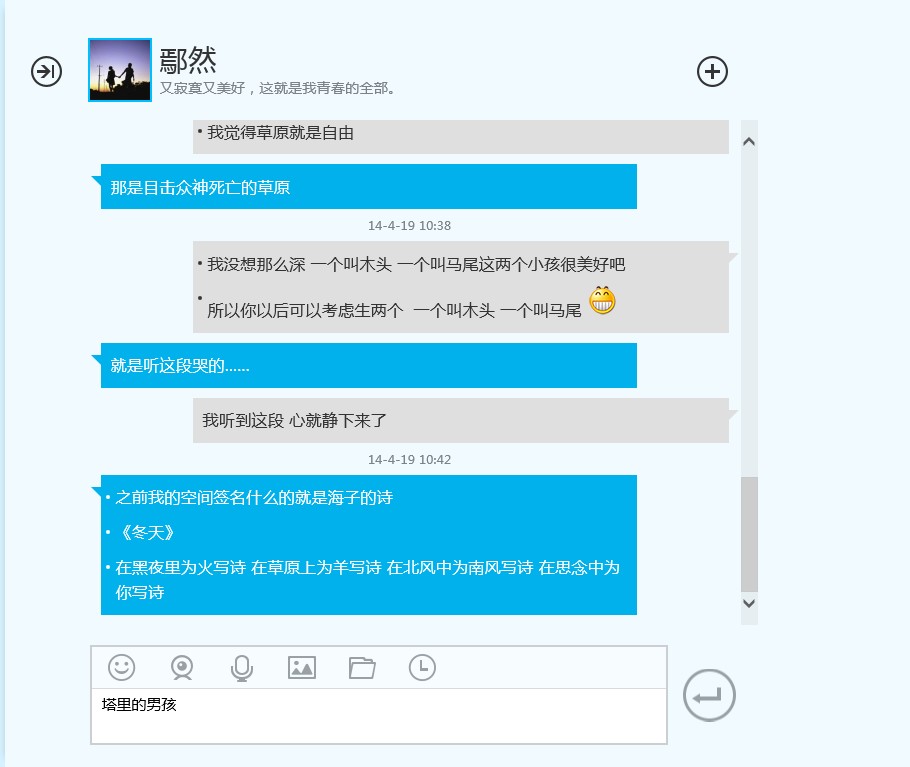 鄢然
又寂寞又美好，这就是我青春的全部。
• 我觉得草原就是自由
那是目击众神死亡的草原
14-4-19 10:38
• 我没想那么深 一个叫木头 一个叫马尾这两个小孩很美好吧
• 所以你以后可以考虑生两个 一个叫木头 一个叫马尾
就是听这段哭的......
我听到这段 心就静下来了
14-4-19 10:42
• 之前我的空间签名什么的就是海子的诗
• 《冬天》
• 在黑夜里为火写诗 在草原上为羊写诗 在北风中为南风写诗 在思念中为
你写诗
塔里的男孩